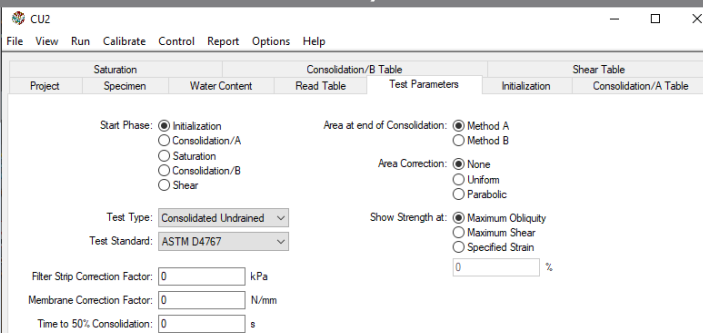 CU2
File View Run Calibrate Control Report Options Help
Saturation Consolidation/B Table Shear Table
Project Specimen Water Content Read Table Test Parameters Initialization Consolidation/A Table
Start Phase: Initialization Area at end of Consolidation: Method A
Consolidation/A Method B
Saturation Area Correction: None
Consolidation/B Uniform
Shear Parabolic
Test Type: Consolidated Undrained Show Strength at: Maximum Obliquity
Maximum Shear
Test Standard: ASTM D4767 Specified Strain
0 %
Filter Strip Correction Factor: 0 kPa
Membrane Correction Factor: 0 N/mm
Time to 50% Consolidation: 0 s